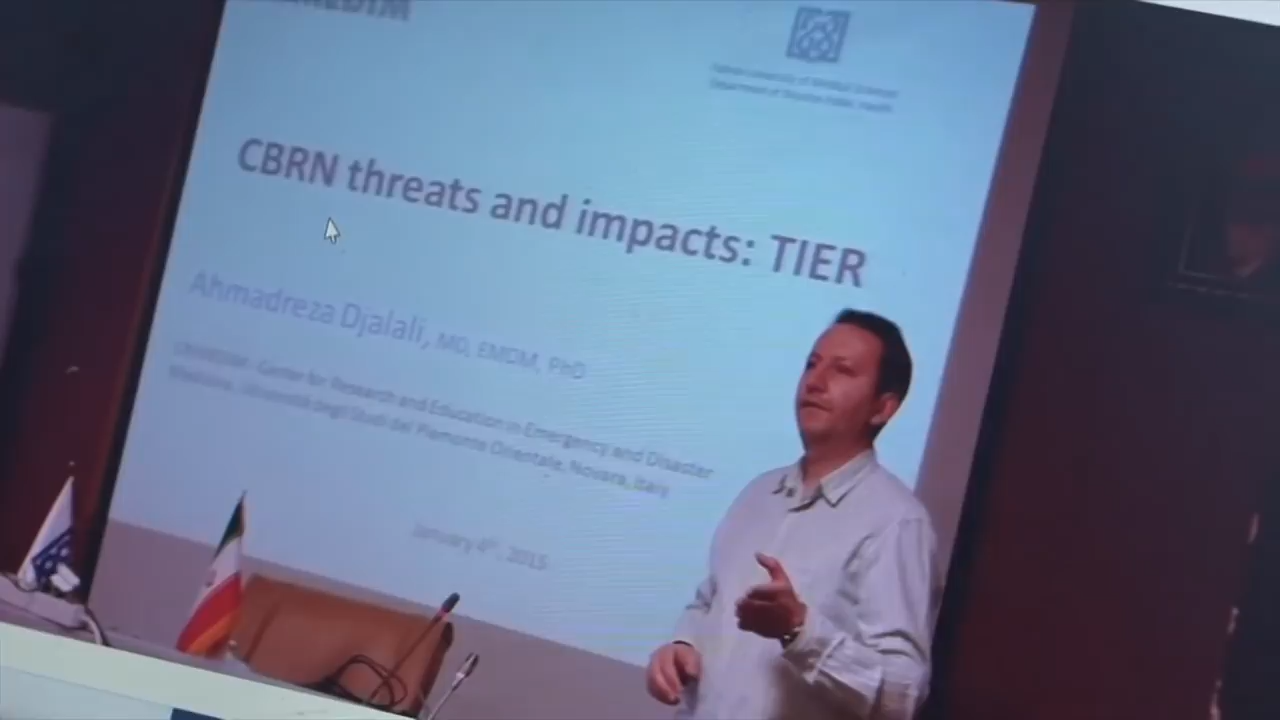 CBRN threats and impacts: TIER
Ahmadreza Djalali, MD, EMDM, PhD
Center for Research and Education in Emergency and Disaster
Medicine, Università degli Studi del Piemonte Orientale, Novara, Italy
January 4th, 2015